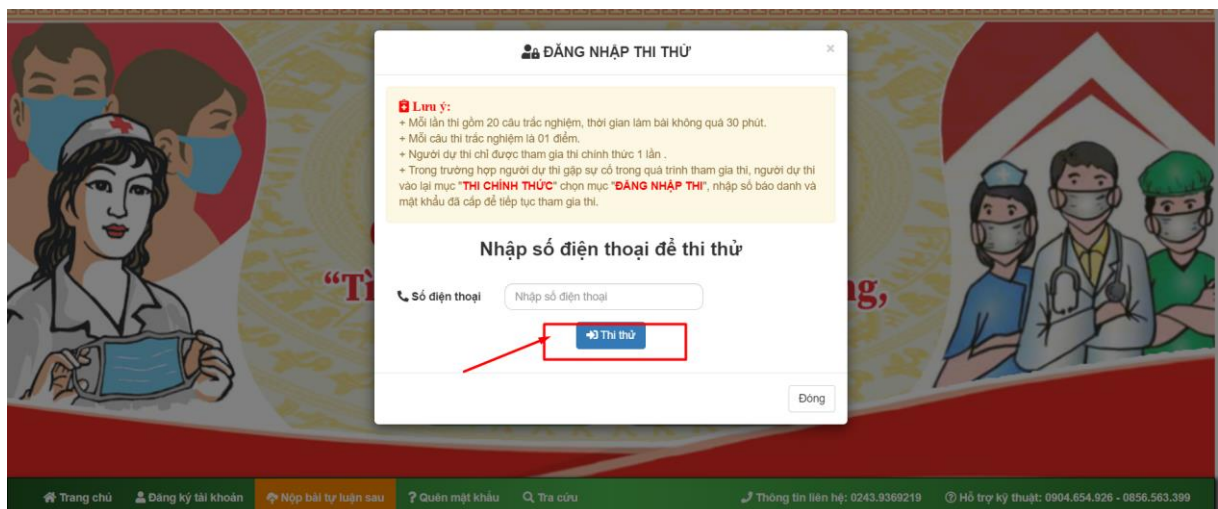 ĐĂNG NHẬP THI THỬ
×
Lưu ý:
+ Mỗi lần thi gồm 20 câu trắc nghiệm, thời gian làm bài không quá 30 phút.
+ Mỗi câu thi trắc nghiệm là 01 điểm.
+ Người dự thi chỉ được tham gia thi chính thức 1 lần .
+ Trong trường hợp người dự thi gặp sự cố trong quá trình tham gia thi, người dự thi
vào lại mục "THI CHÍNH THỨC" chọn mục "ĐĂNG NHẬP THI", nhập số báo danh và
mật khẩu đã cấp để tiếp tục tham gia thi.
Nhập số điện thoại để thi thử
“Tì
ng,
Số điện thoại
Nhập số điện thoại
Thi thử
Đóng
Trang chủ
Đăng ký tài khoản
Nộp bài tự luận sau
Quên mật khẩu
Tra cứu
Thông tin liên hệ: 0243.9369219
Hỗ trợ kỹ thuật: 0904.654.926 - 0856.563.399